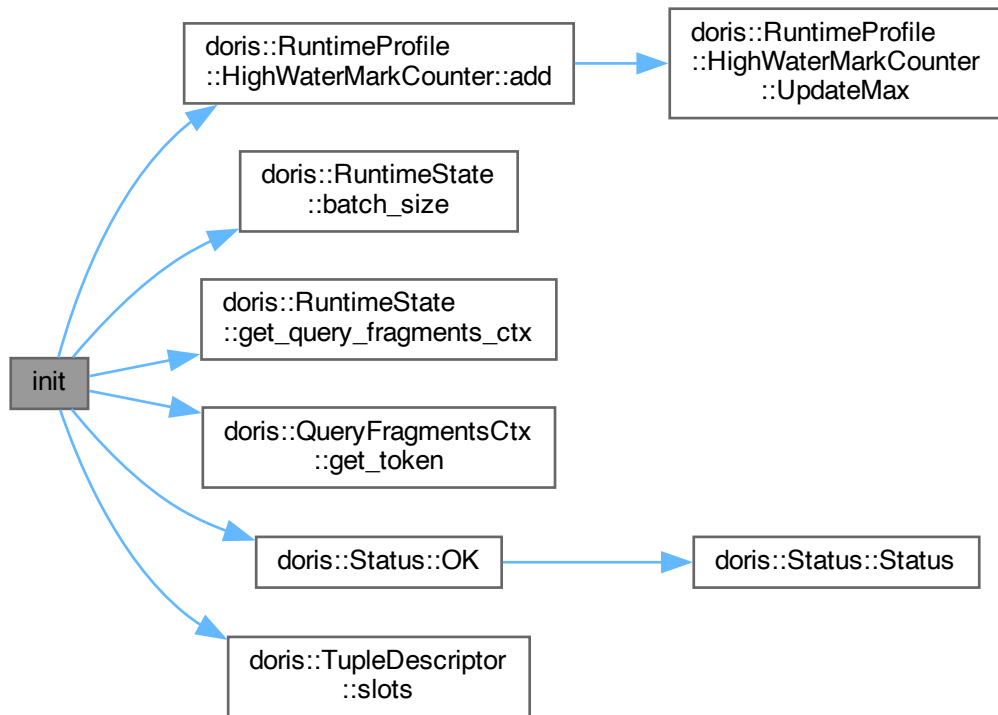 init
doris::RuntimeProfile
::HighWaterMarkCounter::add
doris::RuntimeProfile
::HighWaterMarkCounter
::UpdateMax
doris::RuntimeState
::batch_size
doris::RuntimeState
::get_query_fragments_ctx
doris::QueryFragmentsCtx
::get_token
doris::Status::OK
doris::Status::Status
doris::TupleDescriptor
::slots